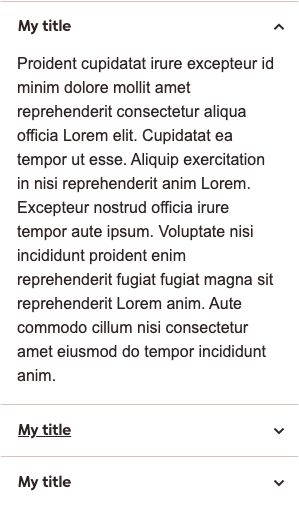 My title
Proident cupidatat irure excepteur id
minim dolore mollit amet
reprehenderit consectetur aliqua
officia Lorem elit. Cupidatat ea
tempor ut esse. Aliquip exercitation
in nisi reprehenderit anim Lorem.
Excepteur nostrud officia irure
tempor aute ipsum. Voluptate nisi
incididunt proident enim
reprehenderit fugiat fugiat magna sit
reprehenderit Lorem anim. Aute
commodo cillum nisi consectetur
amet eiusmod do tempor incididunt
anim.
My title
My title